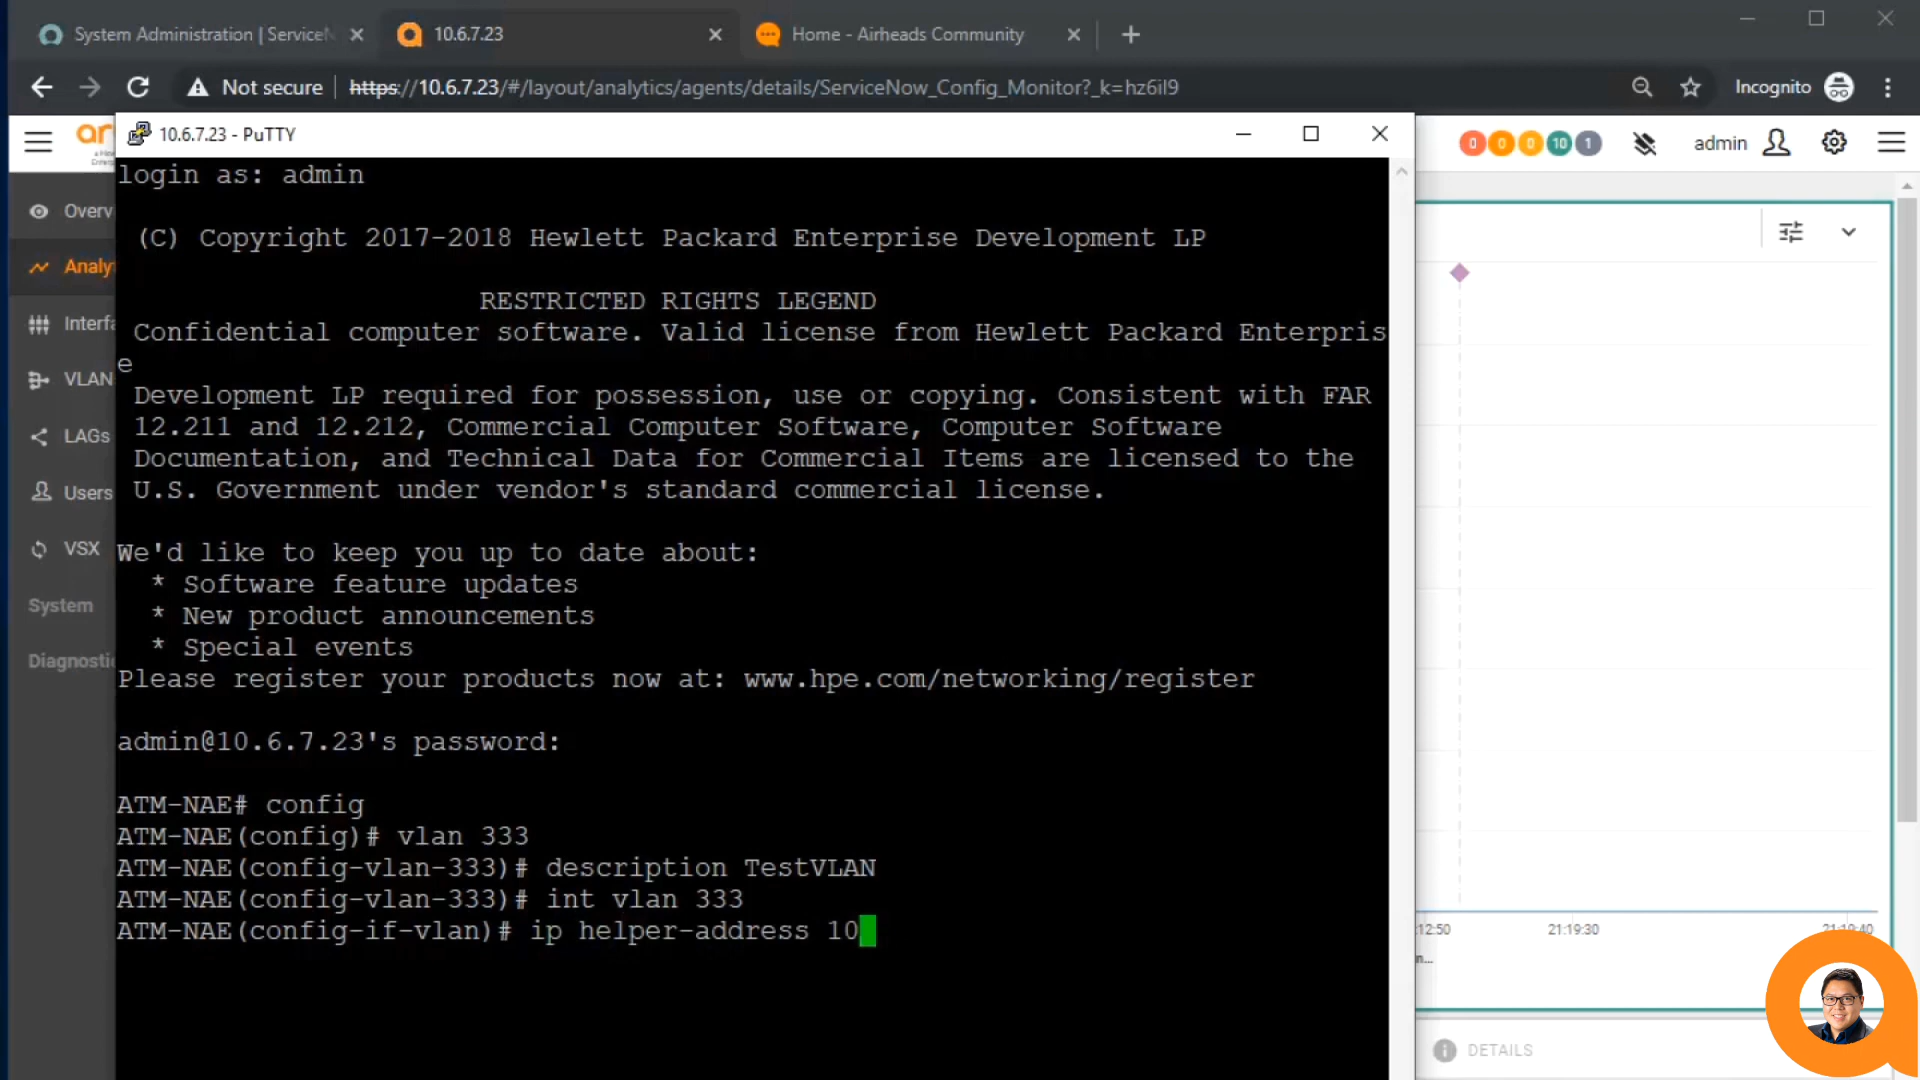 System Administration | Service
10.6.7.23
Home - Airheads Community
Not secure
https://10.6.7.23/#/layout/analytics/agents/details/ServiceNow_Config_Monitor?_k=hz6il9
Incognito
ar
10.6.7.23 - PuTTY
0 0 0 10 1
admin
Overv
Analy
Interfa
VLAN
LAGs
Users
VSX
System
Diagnosti
login as: admin
(C) Copyright 2017-2018 Hewlett Packard Enterprise Development LP
RESTRICTED RIGHTS LEGEND
Confidential computer software. Valid license from Hewlett Packard Enterpris
e
Development LP required for possession, use or copying. Consistent with FAR
12.211 and 12.212, Commercial Computer Software, Computer Software
Documentation, and Technical Data for Commercial Items are licensed to the
U.S. Government under vendor's standard commercial license.
We'd like to keep you up to date about:
* Software feature updates
* New product announcements
* Special events
Please register your products now at: www.hpe.com/networking/register
admin@10.6.7.23's password:
ATM-NAE# config
ATM-NAE(config)# vlan 333
ATM-NAE(config-vlan-333)# description TestVLAN
ATM-NAE(config-vlan-333)# int vlan 333
ATM-NAE(config-if-vlan)# ip helper-address 10
:12:50
21:19:30
21:19:40
n...
DETAILS